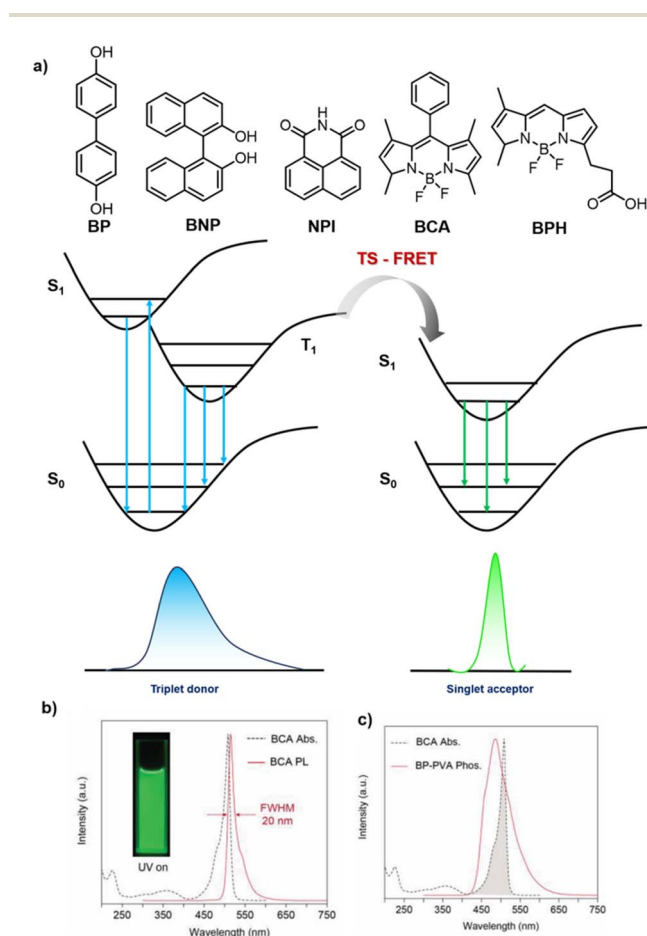 a)
OH
OH
BP
OH
OH
BNP
H
O
N
O
NPI
N
N
B
F
F
BCA
N
N
B
F
F
O
OH
BPH
TS - FRET
S1
T1
S0
S1
S0
Triplet donor
Singlet acceptor
b)
BCA Abs.
BCA PL
FWHM
20 nm
UV on
Intensity (a.u.)
250 350 450 550 650 750
Wavelength (nm)
c)
BCA Abs.
BP-PVA Phos.
Intensity (a.u.)
250 350 450 550 650 750
Wavelength (nm)